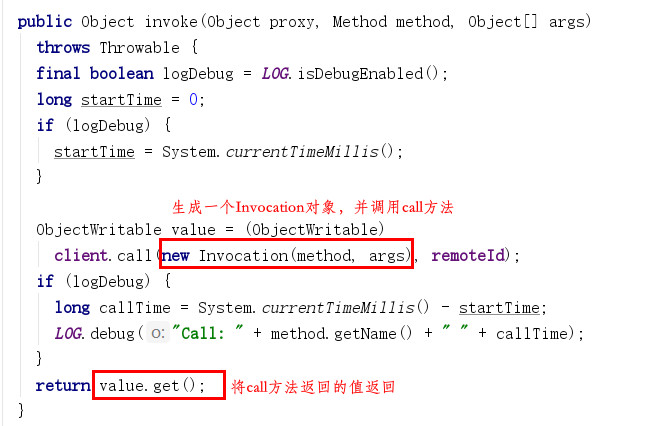 public Object invoke(Object proxy, Method method, Object[] args)
throws Throwable {
final boolean logDebug = LOG.isDebugEnabled();
long startTime = 0;
if (logDebug) {
startTime = System.currentTimeMillis();
}
生成一个Invocation对象，并调用call方法
ObjectWritable value = (ObjectWritable)
client.call(new Invocation(method, args), remoteId);
if (logDebug) {
long callTime = System.currentTimeMillis() - startTime;
LOG.debug( o: "Call: " + method.getName() + " " + callTime);
}
return value.get(); 将call方法返回的值返回
}